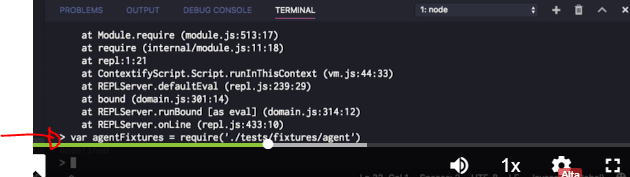 PROBLEMS OUTPUT DEBUG CONSOLE TERMINAL 1: node
at Module.require (module.js:513:17)
at require (internal/module.js:11:18)
at repl:1:21
at ContextifyScript.Script.runInThisContext (vm.js:44:33)
at REPLServer.defaultEval (repl.js:239:29)
at bound (domain.js:301:14)
at REPLServer.runBound [as eval] (domain.js:314:12)
at REPLServer.onLine (repl.js:433:10)
> var agentFixtures = require('./tests/fixtures/agent')
>
1x
Alta